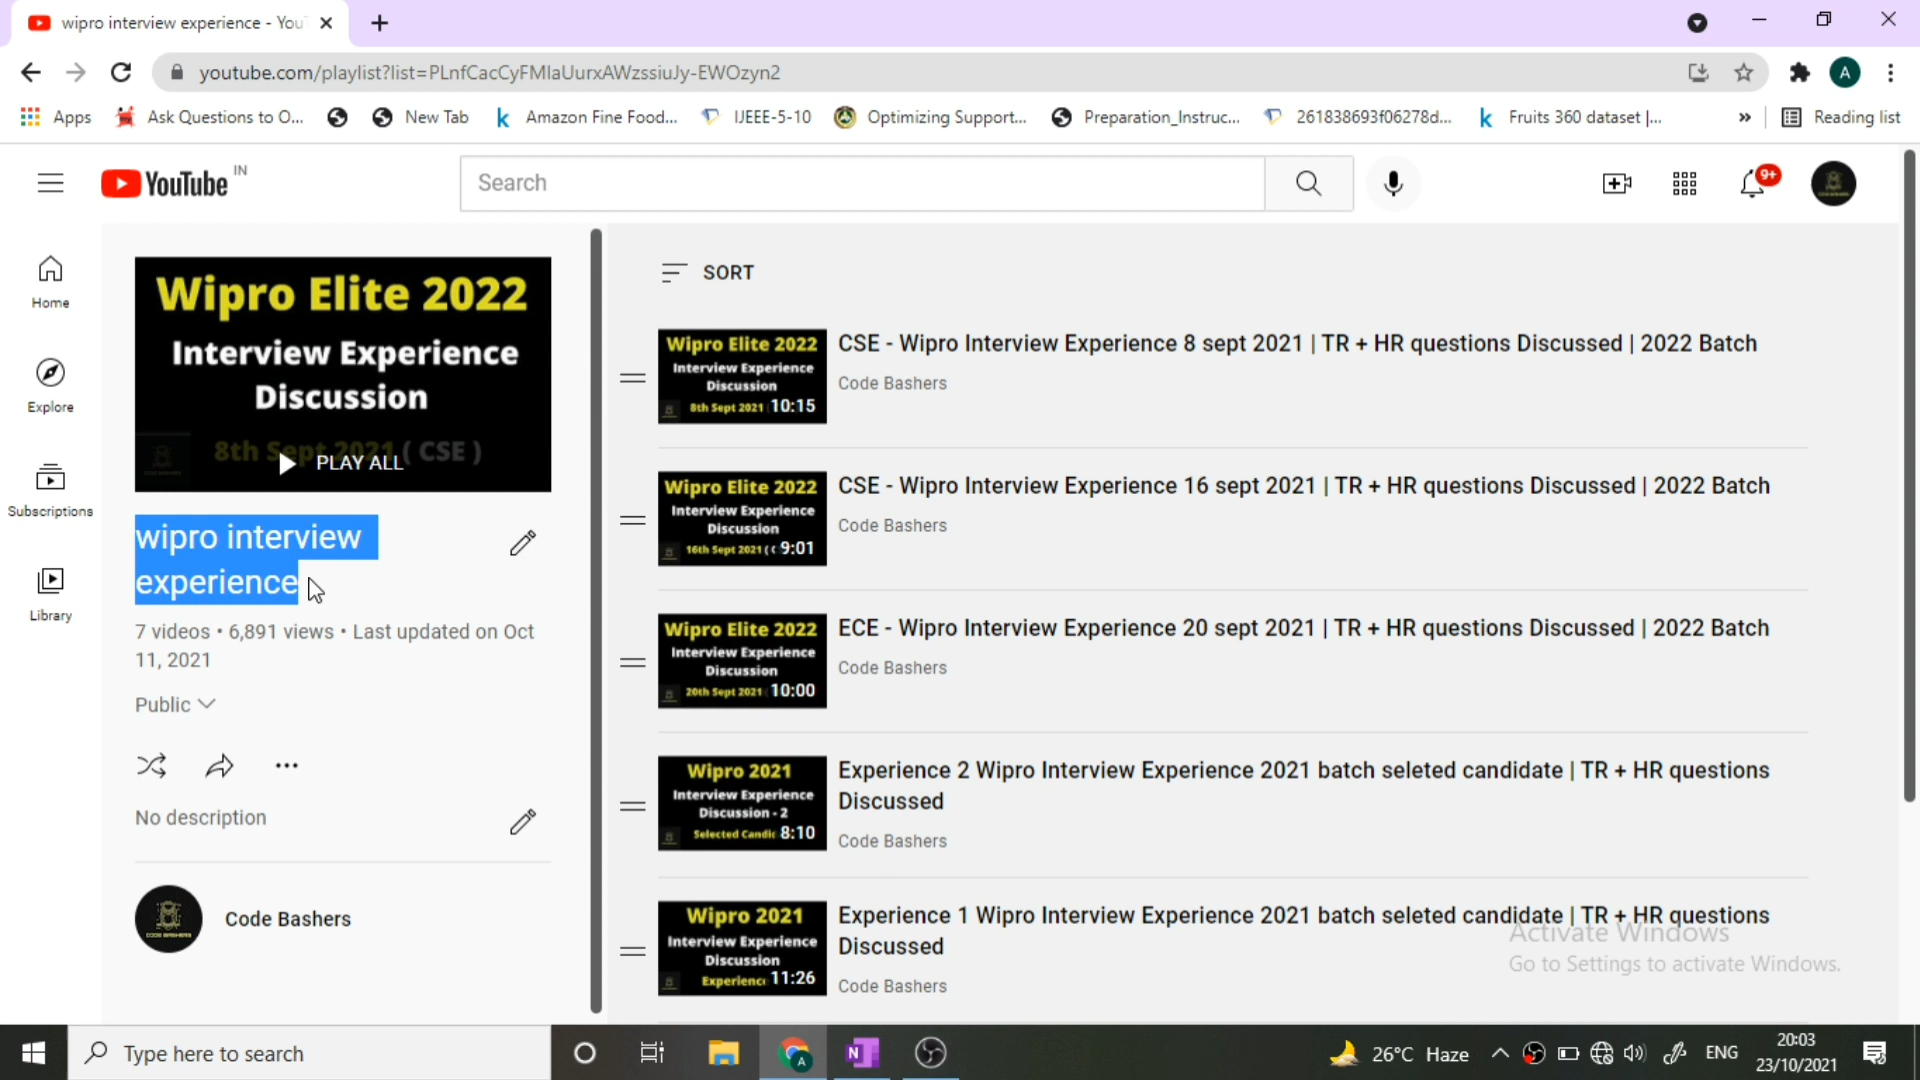 wipro interview experience - You
youtube.com/playlist?list=PLnfCacCyFMlaUurxAWzssiuJy-EWOzyn2
A
Apps
Ask Questions to O...
New Tab
Amazon Fine Food...
IJEEE-5-10
Optimizing Support...
Preparation_Instruc...
261838693f06278d...
Fruits 360 dataset |...
Reading list
YouTube IN
Search
9+
Home
Explore
Subscriptions
Library
Wipro Elite 2022
Interview Experience
Discussion
8th Sept 2021 ( CSE )
PLAY ALL
wipro interview
experience
7 videos • 6,891 views • Last updated on Oct
11, 2021
Public
No description
Code Bashers
SORT
Wipro Elite 2022
Interview Experience
Discussion
8th Sept 2021
10:15
CSE - Wipro Interview Experience 8 sept 2021 | TR + HR questions Discussed | 2022 Batch
Code Bashers
Wipro Elite 2022
Interview Experience
Discussion
16th Sept 2021 (
9:01
CSE - Wipro Interview Experience 16 sept 2021 | TR + HR questions Discussed | 2022 Batch
Code Bashers
Wipro Elite 2022
Interview Experience
Discussion
20th Sept 2021
10:00
ECE - Wipro Interview Experience 20 sept 2021 | TR + HR questions Discussed | 2022 Batch
Code Bashers
Wipro 2021
Interview Experience
Discussion - 2
Selected Candi
8:10
Experience 2 Wipro Interview Experience 2021 batch seleted candidate | TR + HR questions
Discussed
Code Bashers
Wipro 2021
Interview Experience
Discussion
Experienc
11:26
Experience 1 Wipro Interview Experience 2021 batch seleted candidate | TR + HR questions
Discussed
Code Bashers
Activate Windows
Go to Settings to activate Windows.
Type here to search
26°C Haze
ENG
20:03
23/10/2021